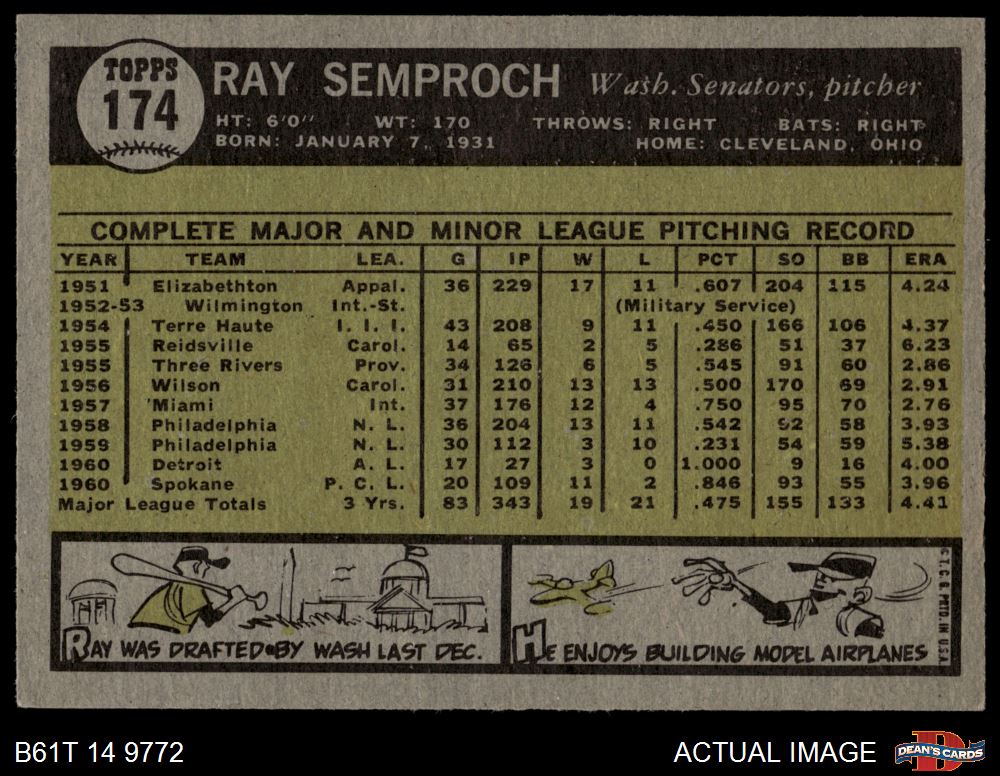 TOPPS
174
RAY SEMPROCH Wash. Senators, pitcher
HT: 6'0" WT: 170 THROWS: RIGHT BATS: RIGHT
BORN: JANUARY 7, 1931 HOME: CLEVELAND, OHIO
COMPLETE MAJOR AND MINOR LEAGUE PITCHING RECORD
YEAR TEAM LEA. G IP W L PCT SO BB ERA
1951 Elizabethton Appal. 36 229 17 11 .607 204 115 4.24
1952-53 Wilmington Int.-St. (Military Service)
1954 Terre Haute I. I. I. 43 208 9 11 .450 166 106 4.37
1955 Reidsville Carol. 14 65 2 5 .286 51 37 6.23
1955 Three Rivers Prov. 34 126 6 5 .545 91 60 2.86
1956 Wilson Carol. 31 210 13 13 .500 170 69 2.91
1957 Miami Int. 37 176 12 4 .750 95 70 2.76
1958 Philadelphia N. L. 36 204 13 11 .542 92 58 3.93
1959 Philadelphia N. L. 30 112 3 10 .231 54 59 5.38
1960 Detroit A. L. 17 27 3 0 1.000 9 16 4.00
1960 Spokane P. C. L. 20 109 11 2 .846 93 55 3.96
Major League Totals 3 Yrs. 83 343 19 21 .475 155 133 4.41
RAY WAS DRAFTED BY WASH LAST DEC.
HE ENJOYS BUILDING MODEL AIRPLANES
© T.C.G. PRTD. IN U.S.A.
B61T 14 9772
ACTUAL IMAGE
D
DEAN'S CARDS